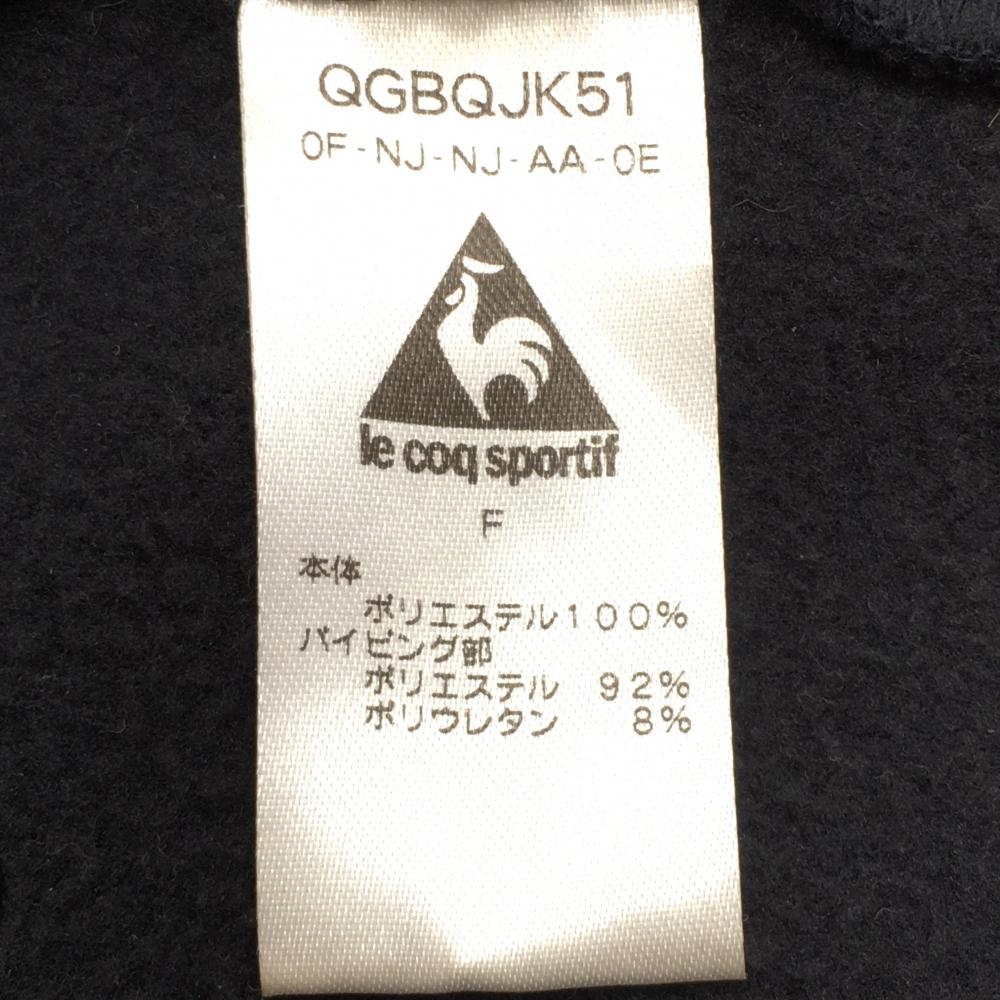 QGBQJK51
0F-NJ-NJ-AA-0E
le coq sportif
F
本体
ポリエステル100%
パイピング部
ポリエステル 92%
ポリウレタン 8%